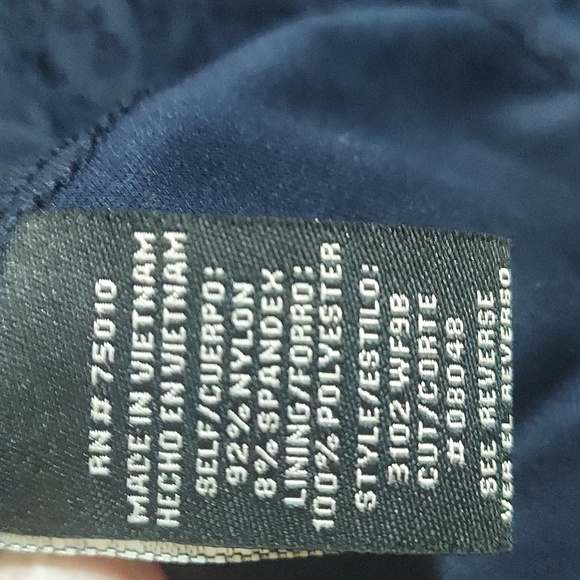 RN# 75010
MADE IN VIETNAM
HECHO EN VIETNAM
SELF/CUERPO:
92% NYLON
8% SPANDEX
LINING/FORRO:
100% POLYESTER
STYLE/ESTILO:
3102 WFSB
CUT/CORTE
# 08048
SEE REVERSE
VER EL REVERSO